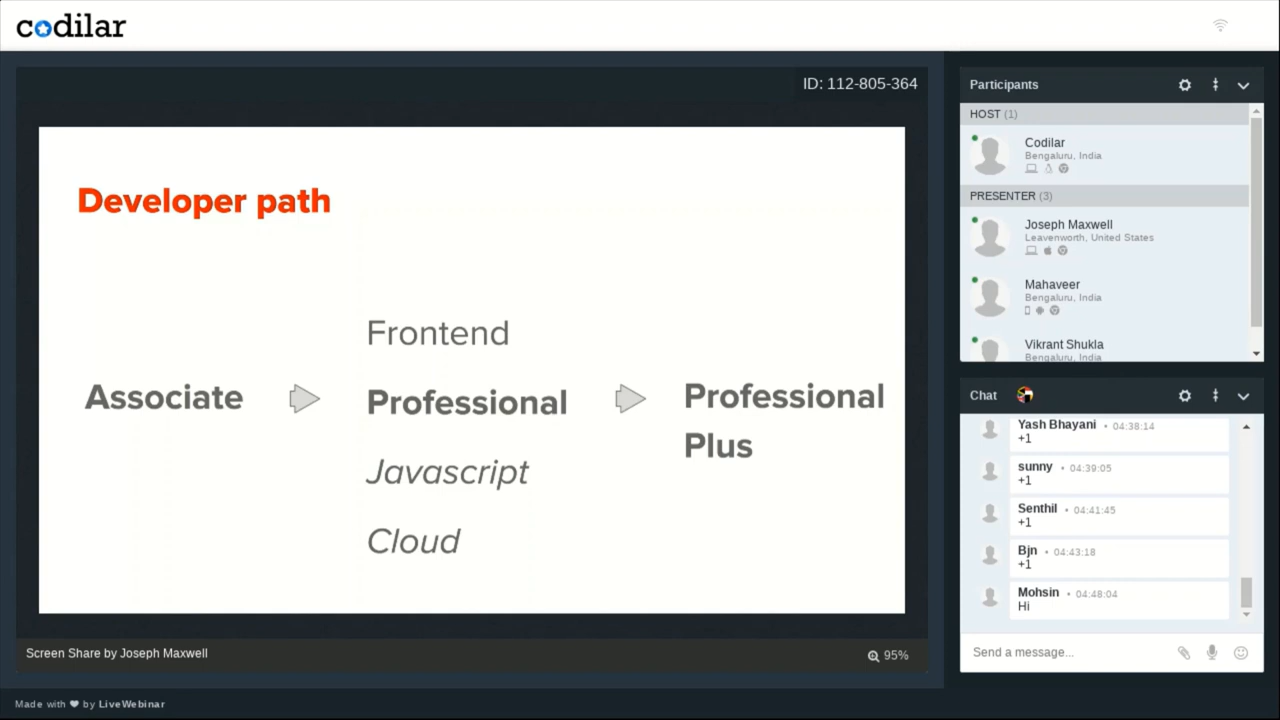 codilar
ID: 112-805-364
Developer path
Frontend
Associate
Professional
Javascript
Cloud
Professional
Plus
Screen Share by Joseph Maxwell
95%
Participants
HOST (1)
Codilar
Bengaluru, India
PRESENTER (3)
Joseph Maxwell
Leavenworth, United States
Mahaveer
Bengaluru, India
Vikrant Shukla
Bengaluru, India
Chat
Yash Bhayani • 04:38:14
+1
sunny • 04:39:05
+1
Senthil • 04:41:45
+1
Bjn • 04:43:18
+1
Mohsin • 04:48:04
Hi
Send a message...
Made with ❤ by LiveWebinar